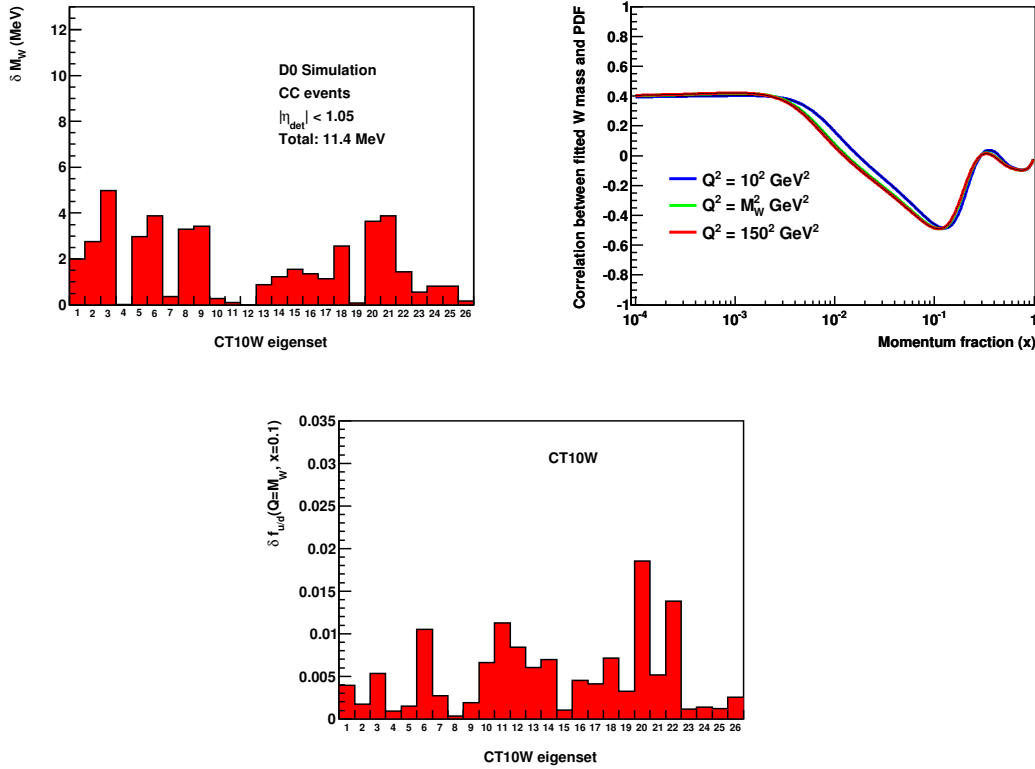 δ M_W (MeV)
12
10
8
6
4
2
0
D0 Simulation
CC events
|η_det| < 1.05
Total: 11.4 MeV
1 2 3 4 5 6 7 8 9 10 11 12 13 14 15 16 17 18 19 20 21 22 23 24 25 26
CT10W eigenset
Correlation between fitted W mass and PDF
1
0.8
0.6
0.4
0.2
0
-0.2
-0.4
-0.6
-0.8
-1
Q² = 10² GeV²
Q² = M_W² GeV²
Q² = 150² GeV²
10⁻⁴ 10⁻³ 10⁻² 10⁻¹ 1
Momentum fraction (x)
δ f_u/d(Q=M_W, x=0.1)
0.035
0.03
0.025
0.02
0.015
0.01
0.005
0
CT10W
1 2 3 4 5 6 7 8 9 10 11 12 13 14 15 16 17 18 19 20 21 22 23 24 25 26
CT10W eigenset